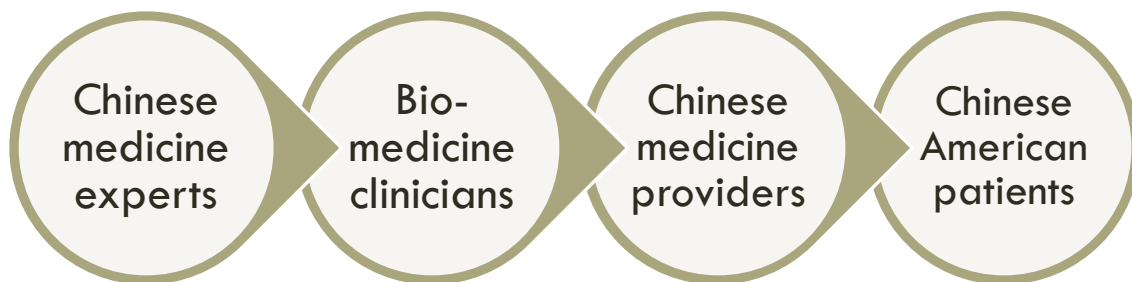 Chinese
medicine
experts
Bio-
medicine
clinicians
Chinese
medicine
providers
Chinese
American
patients